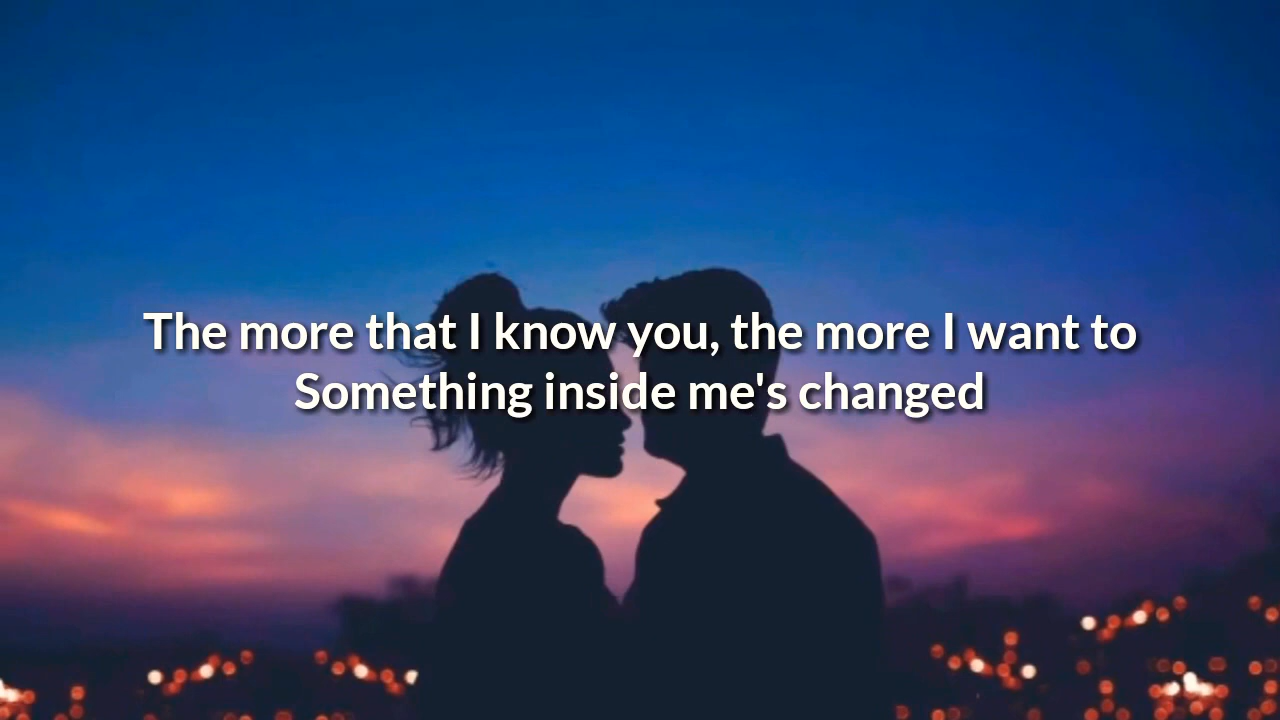 The more that I know you, the more I want to
Something inside me's changed